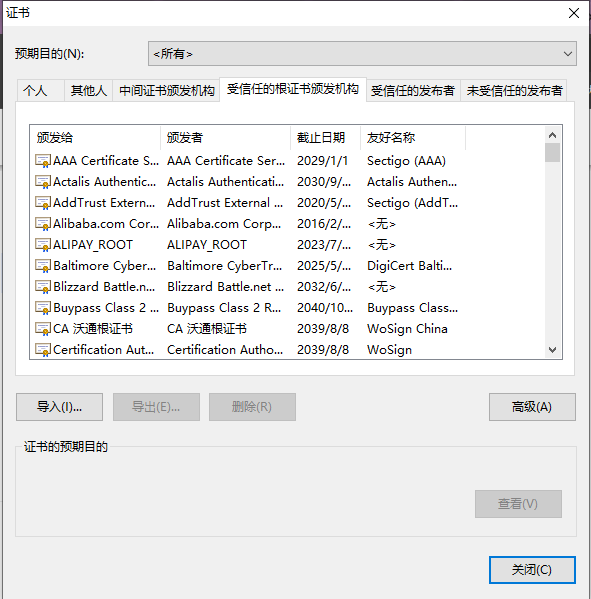 证书
预期目的(N): <所有>
个人 其他人 中间证书颁发机构 受信任的根证书颁发机构 受信任的发布者 未受信任的发布者
颁发给 颁发者 截止日期 友好名称
AAA Certificate S... AAA Certificate Ser... 2029/1/1 Sectigo (AAA)
Actalis Authentic... Actalis Authenticati... 2030/9/... Actalis Authen...
AddTrust Extern... AddTrust External ... 2020/5/... Sectigo (AddT...
Alibaba.com Cor... Alibaba.com Corp... 2016/2/... <无>
ALIPAY_ROOT ALIPAY_ROOT 2023/7/... <无>
Baltimore Cyber... Baltimore CyberTr... 2025/5/... DigiCert Balti...
Blizzard Battle.n... Blizzard Battle.net ... 2032/6/... <无>
Buypass Class 2 ... Buypass Class 2 R... 2040/10... Buypass Class...
CA 沃通根证书 CA 沃通根证书 2039/8/8 WoSign China
Certification Aut... Certification Autho... 2039/8/8 WoSign
导入(I)... 导出(E)... 删除(R) 高级(A)
证书的预期目的
查看(V)
关闭(C)